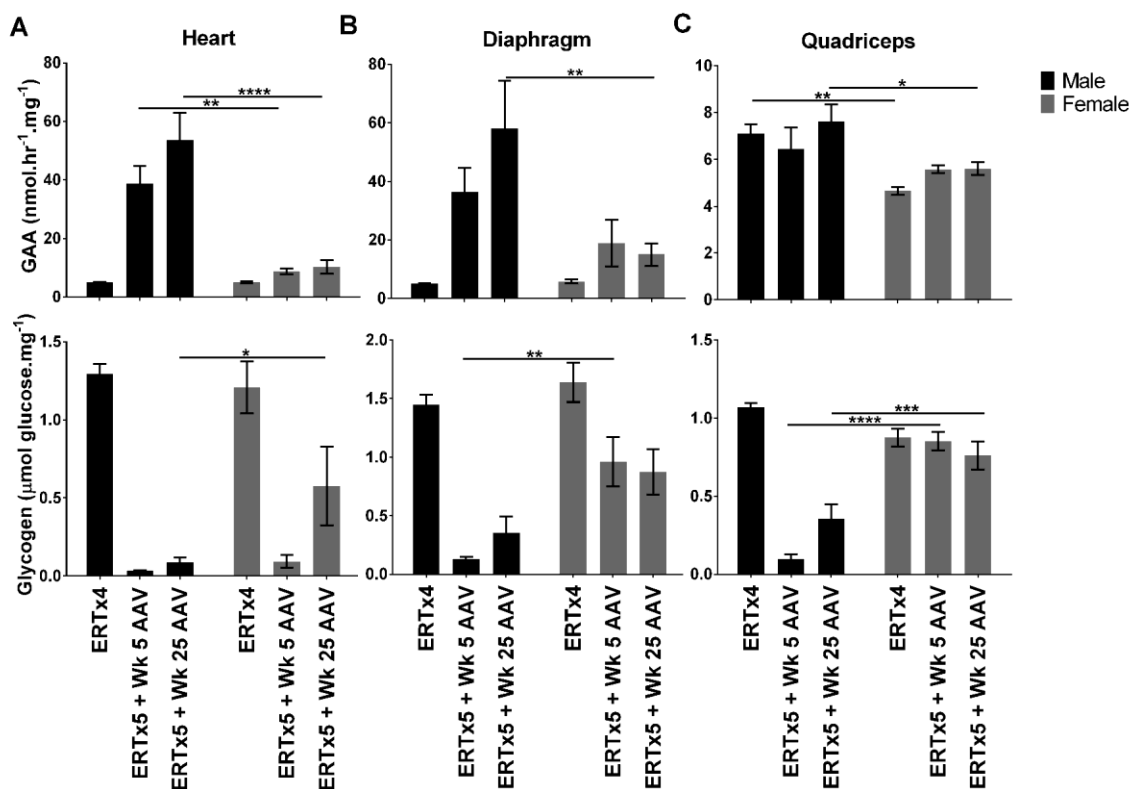 A
Heart
B
Diaphragm
C
Quadriceps
Male
Female
GAA (nmol.hr⁻¹.mg⁻¹)
80
60
40
20
0
****
**
80
60
40
20
0
**
10
8
6
4
2
0
**
*
Glycogen (μmol glucose.mg⁻¹)
1.5
1.0
0.5
0.0
*
2.0
1.5
1.0
0.5
0.0
**
1.5
1.0
0.5
0.0
****
***
ERTx4
ERTx5 + Wk 5 AAV
ERTx5 + Wk 25 AAV
ERTx4
ERTx5 + Wk 5 AAV
ERTx5 + Wk 25 AAV
ERTx4
ERTx5 + Wk 5 AAV
ERTx5 + Wk 25 AAV
ERTx4
ERTx5 + Wk 5 AAV
ERTx5 + Wk 25 AAV
ERTx4
ERTx5 + Wk 5 AAV
ERTx5 + Wk 25 AAV
ERTx4
ERTx5 + Wk 5 AAV
ERTx5 + Wk 25 AAV